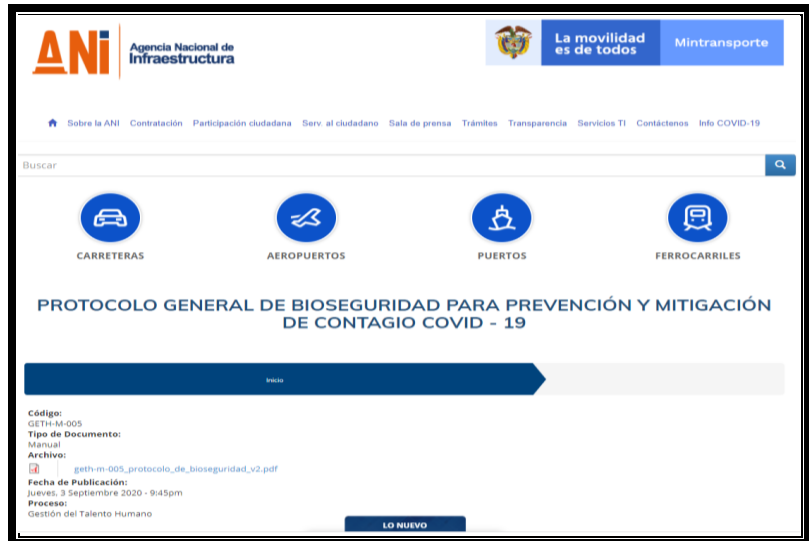 ANi
Agencia Nacional de
Infraestructura
La movilidad
es de todos
Mintransporte
Sobre la ANI Contratación Participación ciudadana Serv. al ciudadano Sala de prensa Trámites Transparencia Servicios TI Contáctenos Info COVID-19
Buscar
CARRETERAS AEROPUERTOS PUERTOS FERROCARRILES
PROTOCOLO GENERAL DE BIOSEGURIDAD PARA PREVENCIÓN Y MITIGACIÓN
DE CONTAGIO COVID - 19
Inicio
Código:
GETH-M-005
Tipo de Documento:
Manual
Archivo:
geth-m-005_protocolo_de_bioseguridad_v2.pdf
Fecha de Publicación:
Jueves, 3 Septiembre 2020 - 9:45pm
Proceso:
Gestión del Talento Humano
LO NUEVO